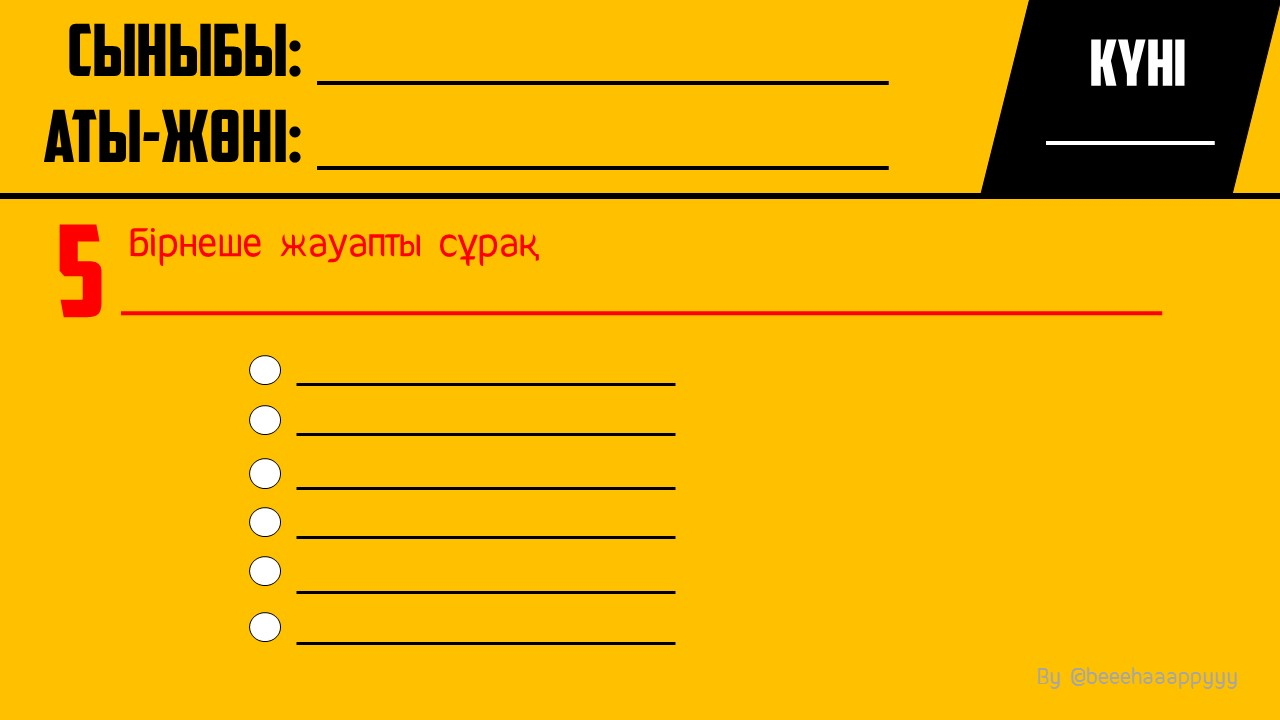 СЫНЫБЫ:
КҮНІ
АТЫ-ЖӨНІ:
5 Бірнеше жауапты сұрақ
By @beeehaaappyyy